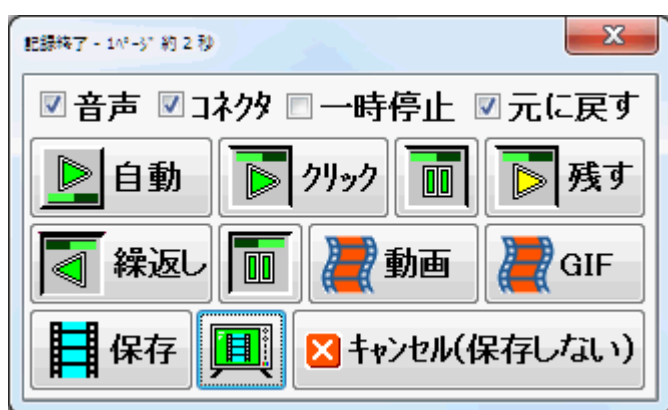 記録終了 - 1ﾍﾟｰｼﾞ 約 2 秒
音声 コネクタ 一時停止 元に戻す
自動 クリック 残す
繰返し 動画 GIF
保存 キャンセル(保存しない)